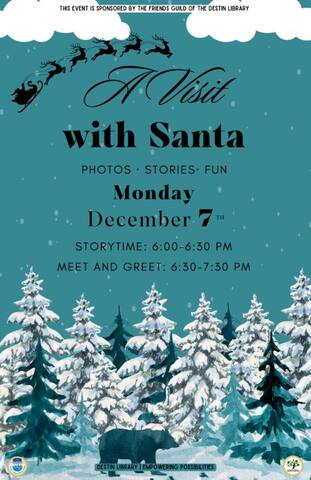 THIS EVENT IS SPONSORED BY THE FRIENDS GUILD OF THE DESTIN LIBRARY
A Visit
with Santa
PHOTOS · STORIES· FUN
Monday
December 7TH
STORYTIME: 6:00-6:30 PM
MEET AND GREET: 6:30-7:30 PM
DESTIN LIBRARY | EMPOWERING POSSIBILITIES